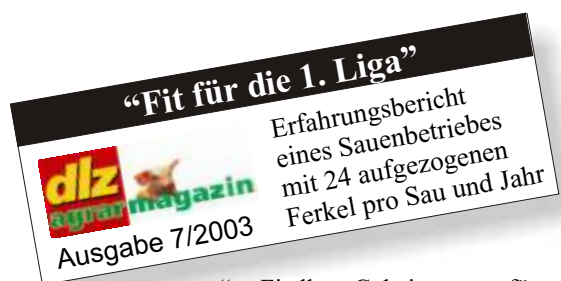 “Fit für die 1. Liga”
dlz
agrarmagazin
Ausgabe 7/2003
Erfahrungsbericht
eines Sauenbetriebes
mit 24 aufgezogenen
Ferkel pro Sau und Jahr